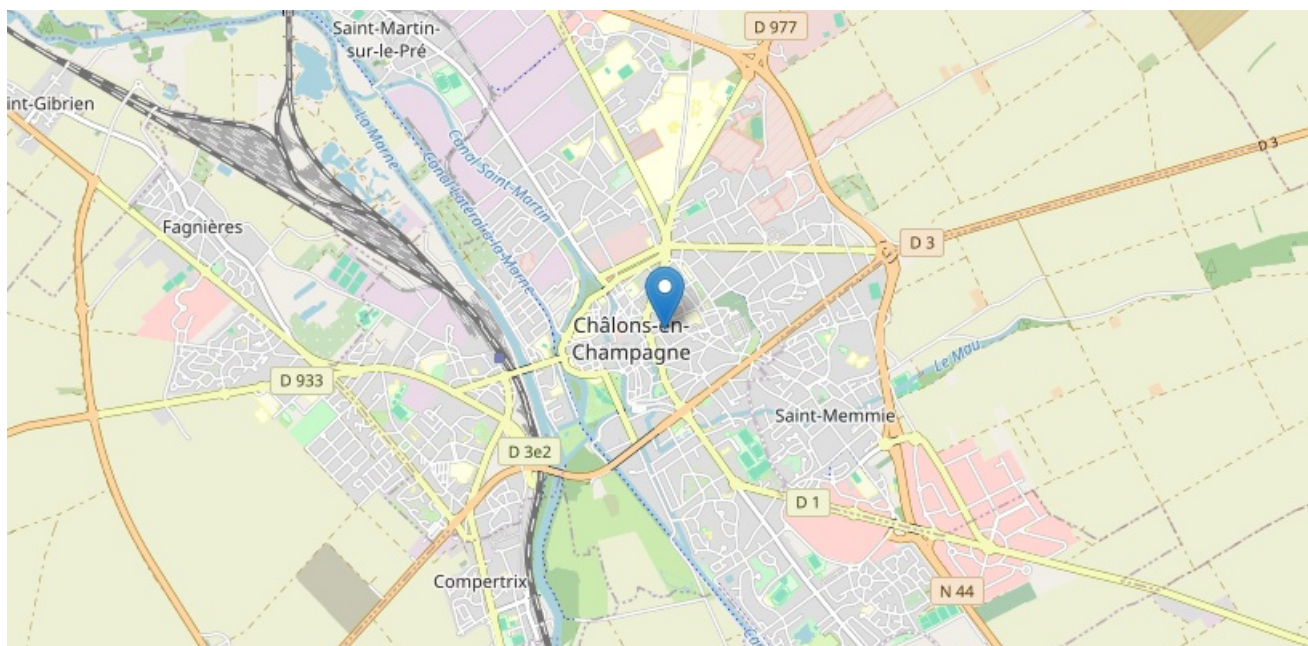 Saint-Martin-
sur-le-Pré
D 977
int-Gibrien
La Marne
Canal Saint-Martin
Canal Latéral à la Marne
D 3
Fagnières
D 3
Châlons-en-
Champagne
Le Mau
D 933
Saint-Memmie
D 3e2
D 1
Compertrix
N 44